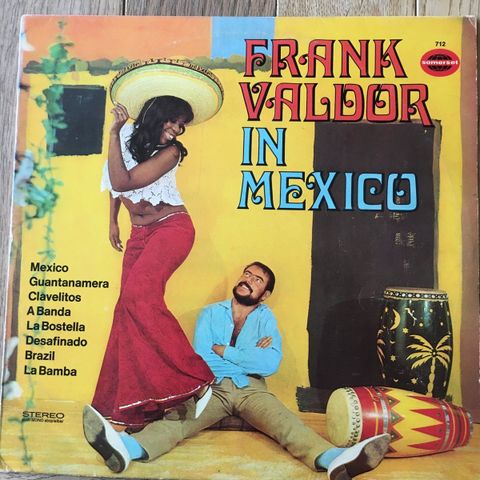 712
somerset
FRANK
VALDOR
IN
MEXICO
Mexico
Guantanamera
Clavelitos
A Banda
La Bostella
Desafinado
Brazil
La Bamba
STEREO